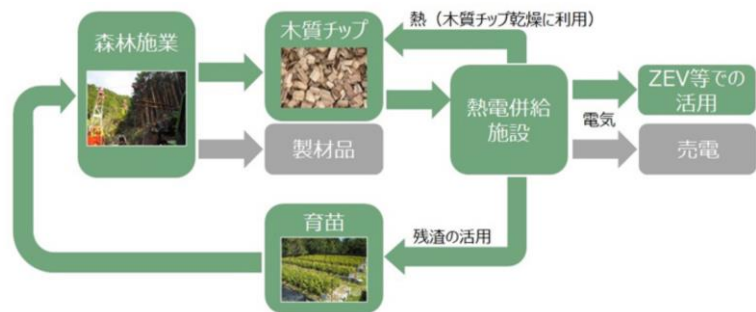 森林施業
木質チップ
熱（木質チップ乾燥に利用）
製材品
熱電併給
施設
電気
ZEV等での
活用
売電
育苗
残渣の活用